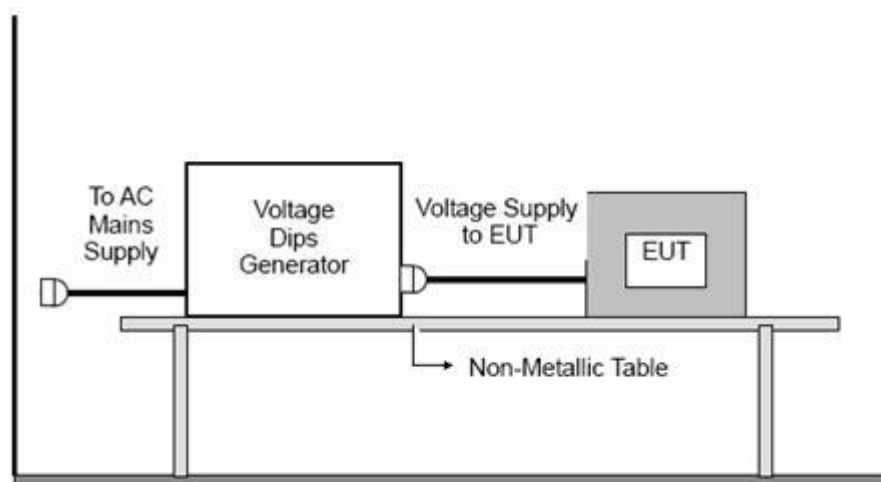 To AC
Mains
Supply
Voltage
Dips
Generator
Voltage Supply
to EUT
EUT
Non-Metallic Table